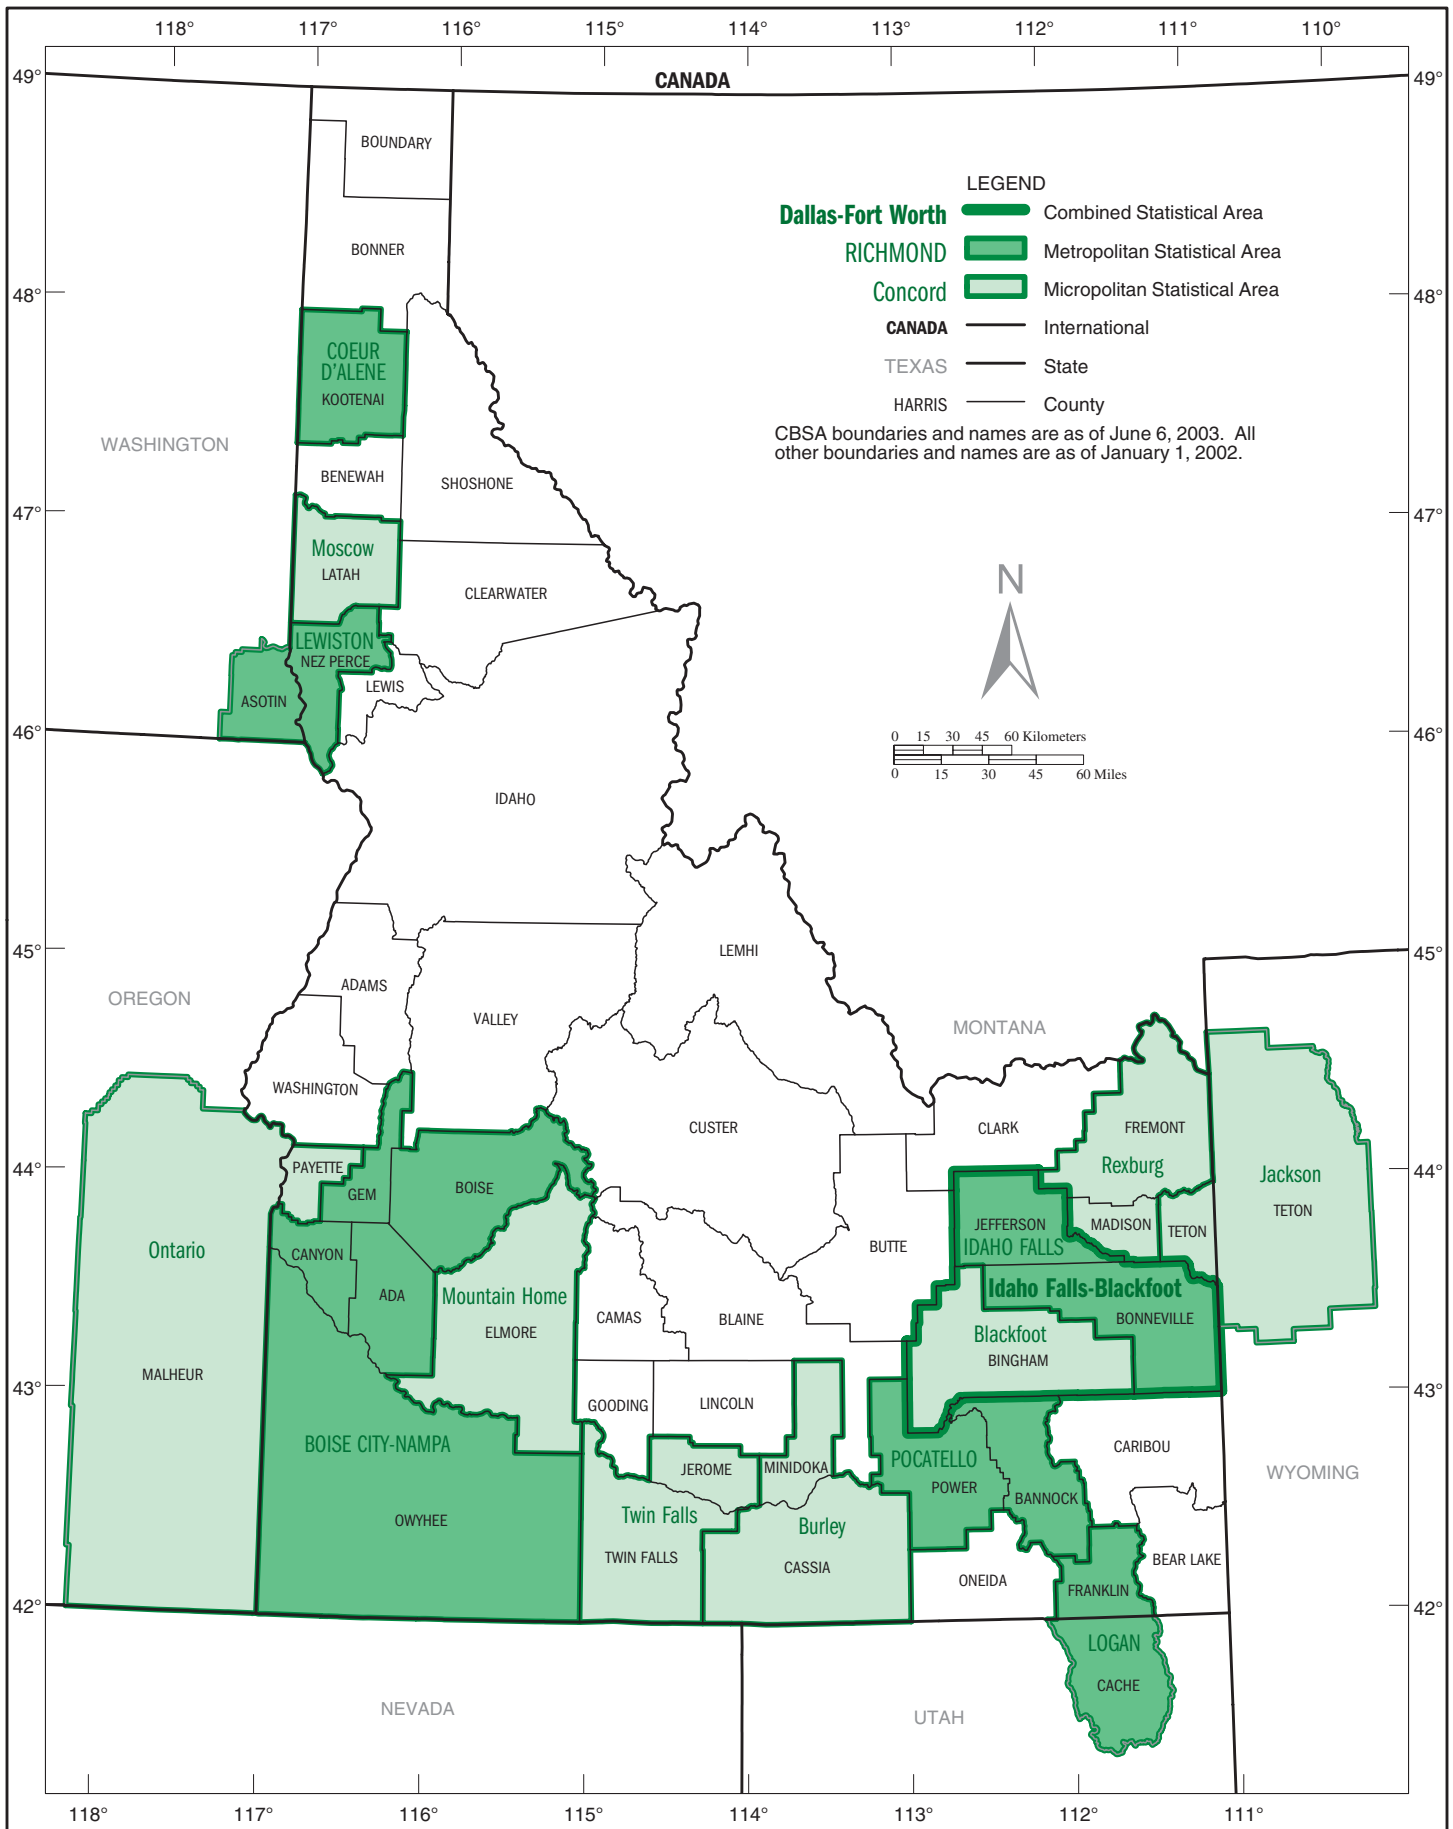 118° 117° 116° 115° 114° 113° 112° 111° 110°
49° CANADA 49°
BOUNDARY
LEGEND
Dallas-Fort Worth Combined Statistical Area
RICHMOND Metropolitan Statistical Area
Concord Micropolitan Statistical Area
CANADA International
TEXAS State
HARRIS County
CBSA boundaries and names are as of June 6, 2003. All
other boundaries and names are as of January 1, 2002.
BONNER
48° 48°
COEUR
D'ALENE
KOOTENAI
WASHINGTON
BENEWAH
SHOSHONE
47° 47°
Moscow
LATAH
CLEARWATER
N
LEWISTON
NEZ PERCE
LEWIS
ASOTIN
46° 46°
0 15 30 45 60 Kilometers
0 15 30 45 60 Miles
IDAHO
45° 45°
LEMHI
ADAMS
OREGON
VALLEY
MONTANA
WASHINGTON
CUSTER
CLARK
FREMONT
44° 44°
PAYETTE
Rexburg
Jackson
GEM
BOISE
TETON
JEFFERSON
MADISON
TETON
Ontario
CANYON
BUTTE
IDAHO FALLS
ADA
Mountain Home
Idaho Falls-Blackfoot
CAMAS
BLAINE
BONNEVILLE
ELMORE
Blackfoot
BINGHAM
MALHEUR
43° 43°
GOODING
LINCOLN
BOISE CITY-NAMPA
CARIBOU
POCATELLO
JEROME
MINIDOKA
WYOMING
POWER
BANNOCK
Twin Falls
Burley
OWYHEE
TWIN FALLS
CASSIA
BEAR LAKE
ONEIDA
FRANKLIN
42° 42°
LOGAN
CACHE
NEVADA
UTAH
118° 117° 116° 115° 114° 113° 112° 111°